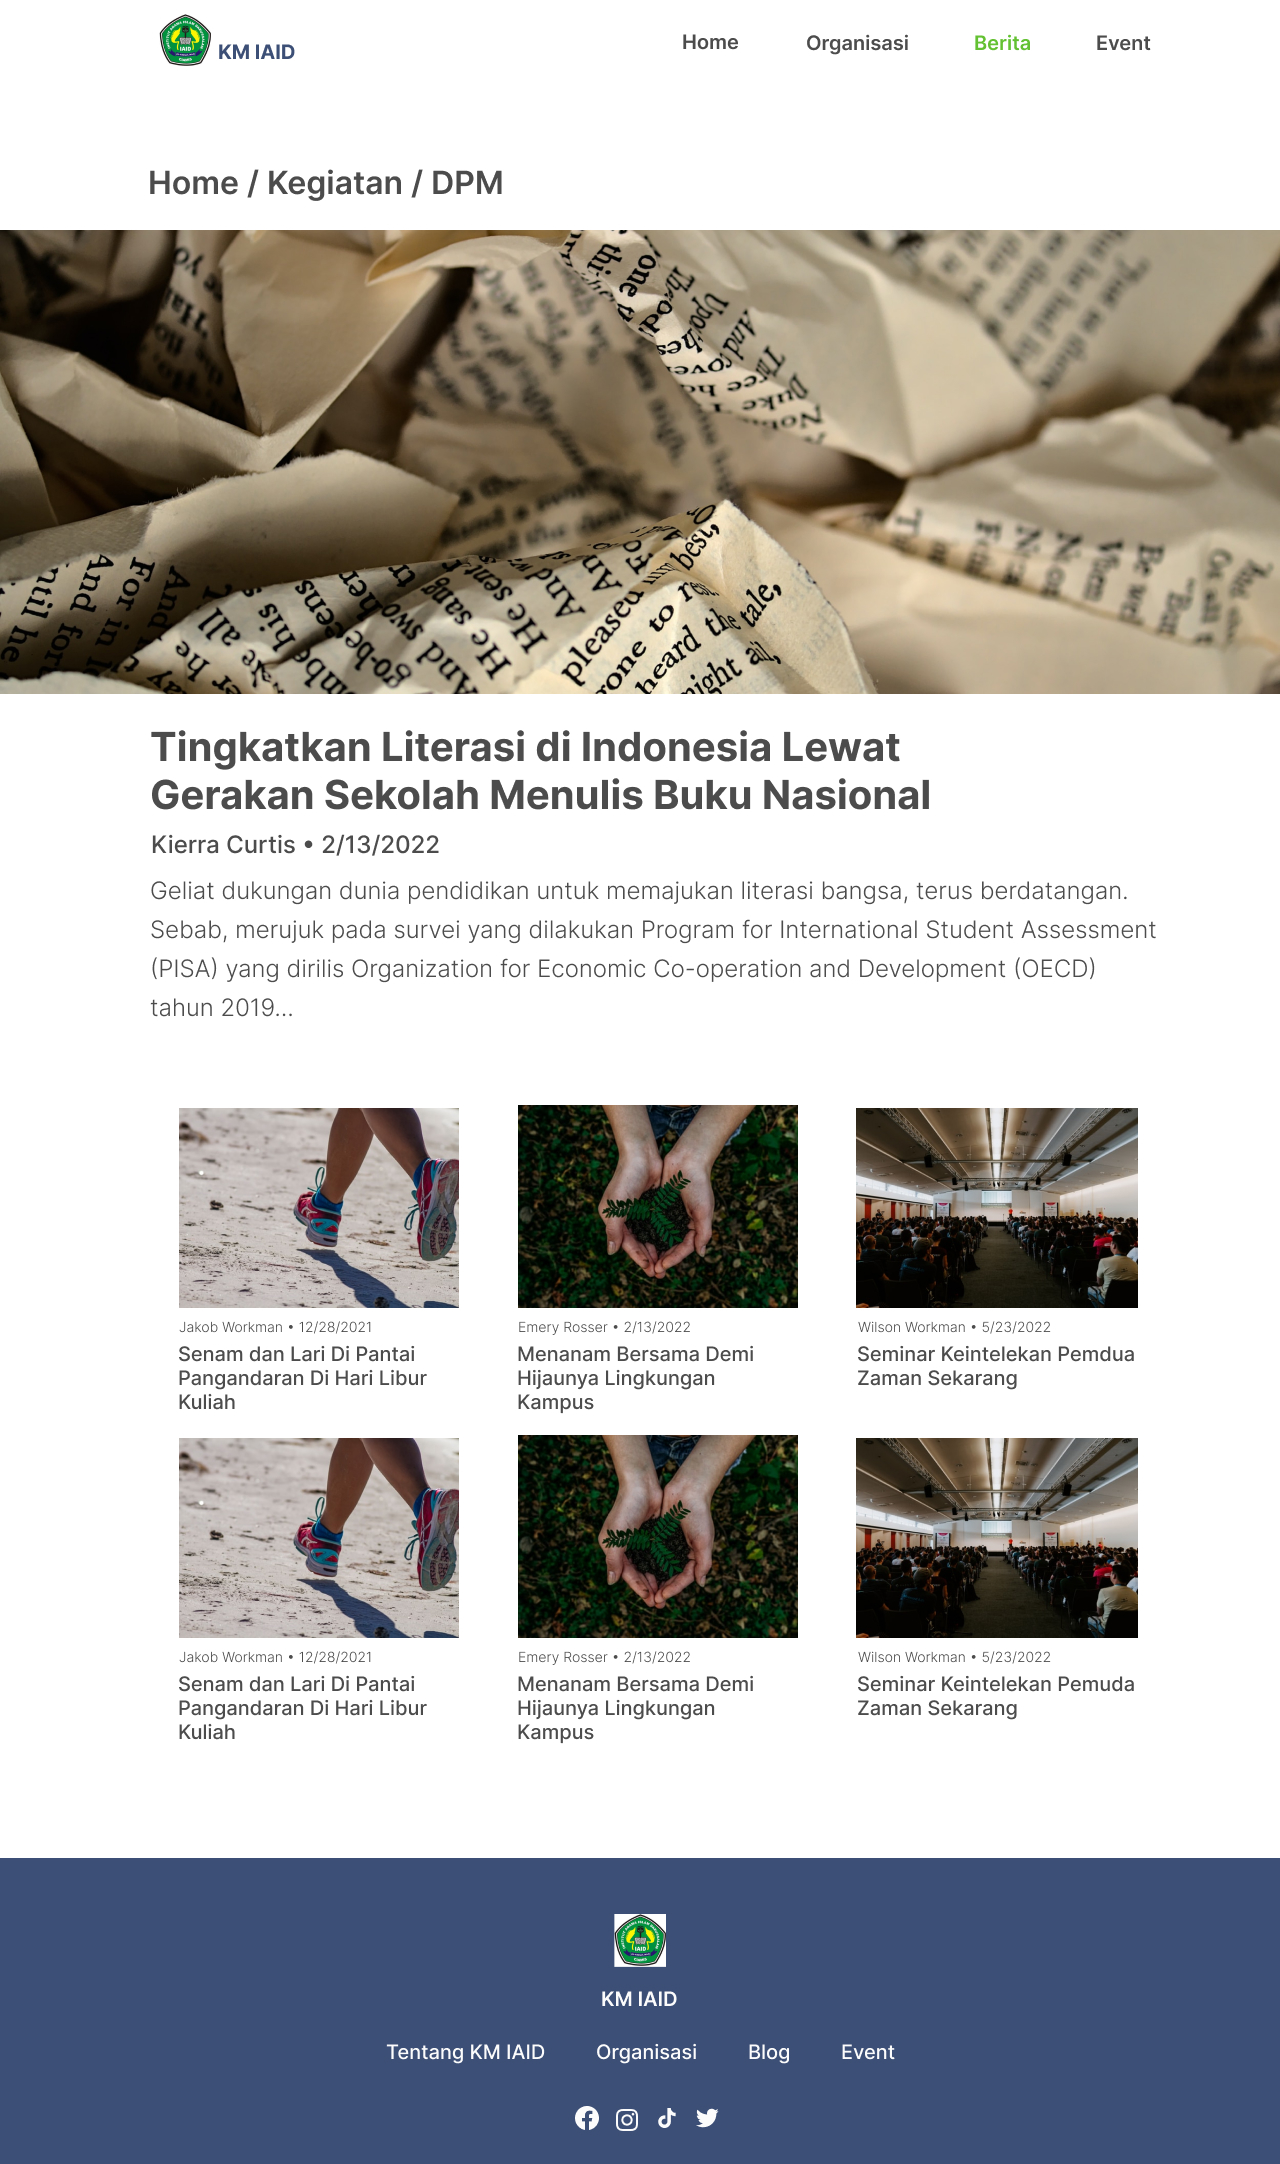 KM IAID
Home
Organisasi
Berita
Event
Home / Kegiatan / DPM
Tingkatkan Literasi di Indonesia Lewat
Gerakan Sekolah Menulis Buku Nasional
Kierra Curtis • 2/13/2022
Geliat dukungan dunia pendidikan untuk memajukan literasi bangsa, terus berdatangan.
Sebab, merujuk pada survei yang dilakukan Program for International Student Assessment
(PISA) yang dirilis Organization for Economic Co-operation and Development (OECD)
tahun 2019...
Jakob Workman • 12/28/2021
Senam dan Lari Di Pantai
Pangandaran Di Hari Libur
Kuliah
Emery Rosser • 2/13/2022
Menanam Bersama Demi
Hijaunya Lingkungan
Kampus
Wilson Workman • 5/23/2022
Seminar Keintelekan Pemdua
Zaman Sekarang
Jakob Workman • 12/28/2021
Senam dan Lari Di Pantai
Pangandaran Di Hari Libur
Kuliah
Emery Rosser • 2/13/2022
Menanam Bersama Demi
Hijaunya Lingkungan
Kampus
Wilson Workman • 5/23/2022
Seminar Keintelekan Pemuda
Zaman Sekarang
IAID
KM IAID
Tentang KM IAID
Organisasi
Blog
Event